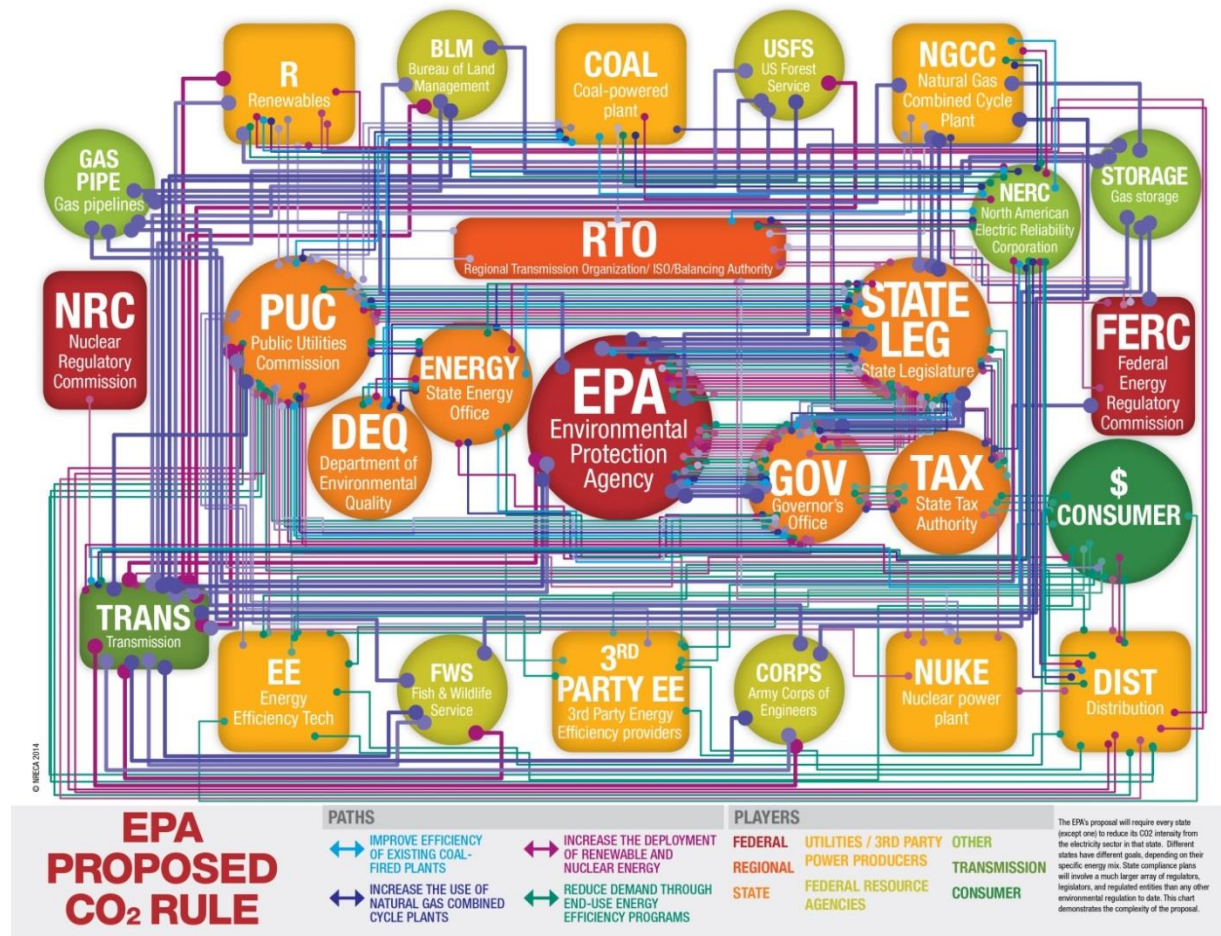 R
Renewables
BLM
Bureau of Land
Management
COAL
Coal-powered
plant
USFS
US Forest
Service
NGCC
Natural Gas
Combined Cycle
Plant
GAS
PIPE
Gas pipelines
NERC
North American
Electric Reliability
Corporation
STORAGE
Gas storage
RTO
Regional Transmission Organization/ ISO/Balancing Authority
NRC
Nuclear
Regulatory
Commission
PUC
Public Utilities
Commission
ENERGY
State Energy
Office
DEQ
Department of
Environmental
Quality
EPA
Environmental
Protection
Agency
STATE
LEG
State Legislature
GOV
Governor's
Office
TAX
State Tax
Authority
FERC
Federal
Energy
Regulatory
Commission
$
CONSUMER
TRANS
Transmission
EE
Energy
Efficiency Tech
FWS
Fish & Wildlife
Service
3RD
PARTY EE
3rd Party Energy
Efficiency providers
CORPS
Army Corps of
Engineers
NUKE
Nuclear power
plant
DIST
Distribution
© NRECA 2014
EPA
PROPOSED
CO2 RULE
PATHS
IMPROVE EFFICIENCY
OF EXISTING COAL-
FIRED PLANTS
INCREASE THE USE OF
NATURAL GAS COMBINED
CYCLE PLANTS
INCREASE THE DEPLOYMENT
OF RENEWABLE AND
NUCLEAR ENERGY
REDUCE DEMAND THROUGH
END-USE ENERGY
EFFICIENCY PROGRAMS
PLAYERS
FEDERAL
REGIONAL
STATE
UTILITIES / 3RD PARTY
POWER PRODUCERS
FEDERAL RESOURCE
AGENCIES
OTHER
TRANSMISSION
CONSUMER
The EPA's proposal will require every state
(except one) to reduce its CO2 intensity from
the electricity sector in that state. Different
states have different goals, depending on their
specific energy mix. State compliance plans
will involve a much larger array of regulators,
legislators, and regulated entities than any other
environmental regulation to date. This chart
demonstrates the complexity of the proposal.